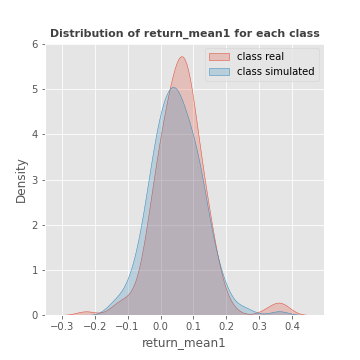 Distribution of return_mean1 for each class
class real
class simulated
Density
6
5
4
3
2
1
0
−0.3 −0.2 −0.1 0.0 0.1 0.2 0.3 0.4
return_mean1